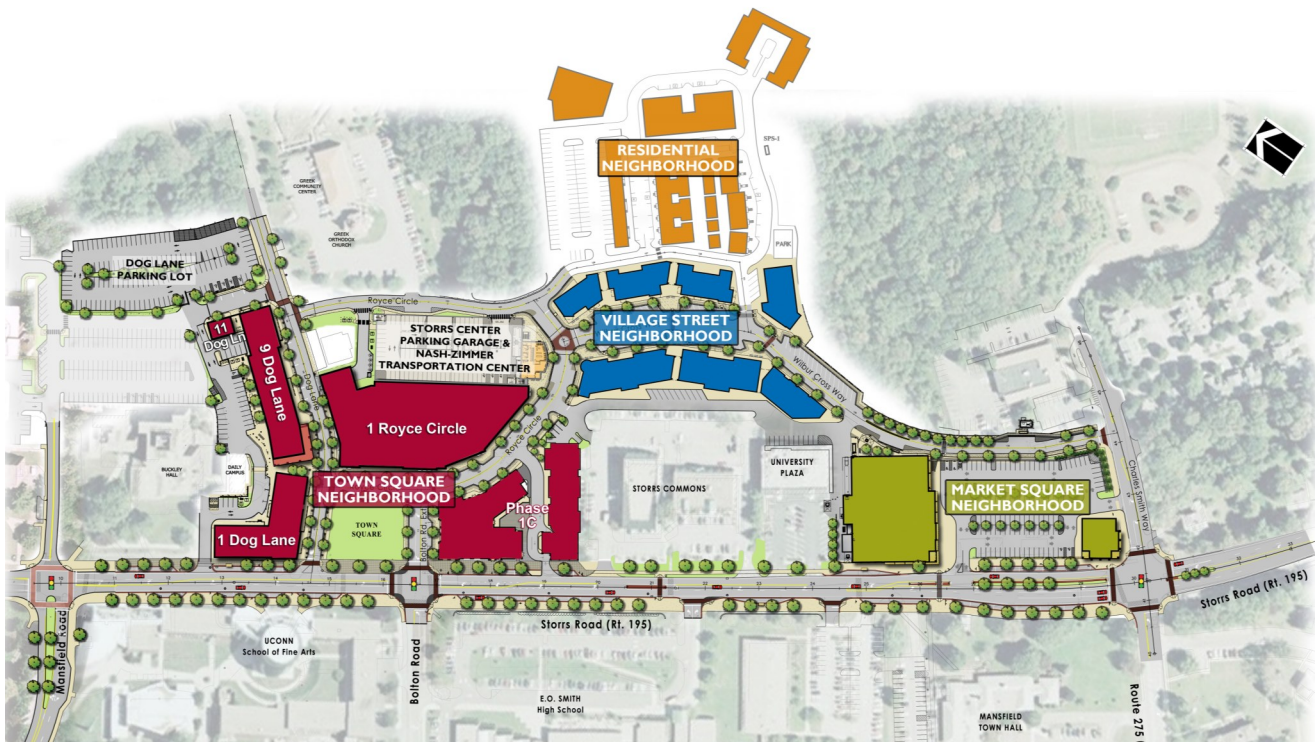 SPS-1
RESIDENTIAL
NEIGHBORHOOD
GREEK
COMMUNITY
CENTER
GREEK
ORTHODOX
CHURCH
PARK
DOG LANE
PARKING LOT
Royce Circle
STORRS CENTER
PARKING GARAGE &
NASH-ZIMMER
TRANSPORTATION CENTER
VILLAGE STREET
NEIGHBORHOOD
11
Dog Ln
9 Dog Lane
Dog Lane
Wilbur Cross Way
1 Royce Circle
Royce Circle
BUCKLEY
HALL
DAILY
CAMPUS
TOWN SQUARE
NEIGHBORHOOD
STORRS COMMONS
UNIVERSITY
PLAZA
MARKET SQUARE
NEIGHBORHOOD
Charles Smith Way
Phase
1C
TOWN
SQUARE
Bolton Rd. Ext
1 Dog Lane
Storrs Road (Rt. 195)
Storrs Road (Rt. 195)
Mansfield Road
UCONN
School of Fine Arts
Bolton Road
E.O. SMITH
High School
MANSFIELD
TOWN HALL
Route 275